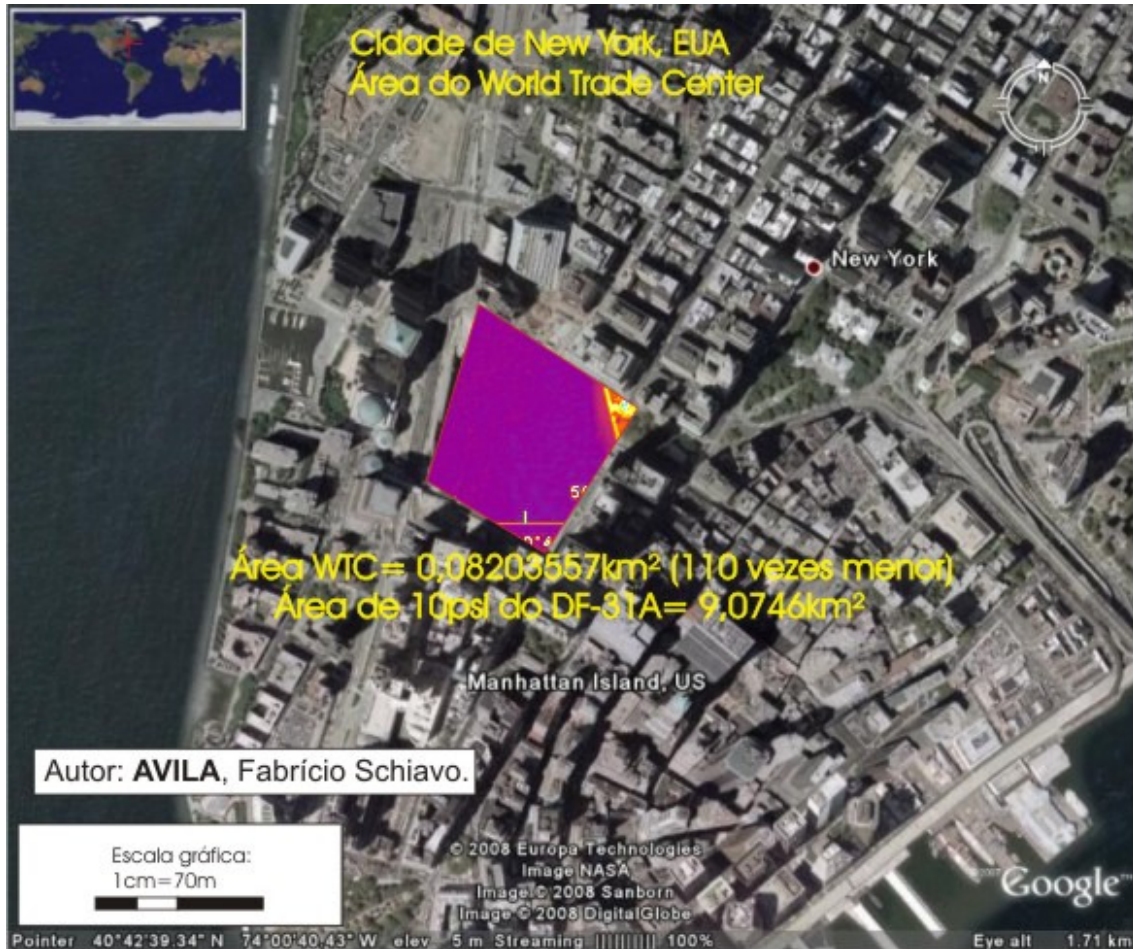 Cidade de New York, EUA
Área do World Trade Center
N
New York
Área WTC= 0,08203557km² (110 vezes menor)
Área de 10psi do DF-31A= 9,0746km²
Manhattan Island, US
Autor: AVILA, Fabrício Schiavo.
Escala gráfica:
1cm=70m
© 2008 Europa Technologies
Image NASA
Image © 2008 Sanborn
Image © 2008 DigitalGlobe
©2007 Google™
Pointer 40°42'39.34" N 74°00'40.43" W elev 5 m Streaming |||||||||| 100% Eye alt 1.71 km